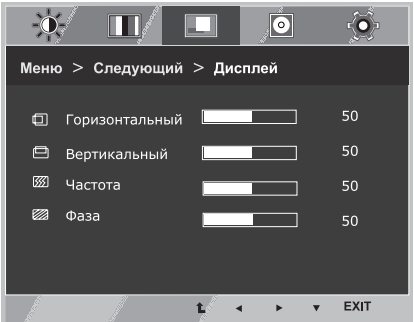 Меню > Следующий > Дисплей
Горизонтальный 50
Вертикальный 50
Частота 50
Фаза 50
EXIT